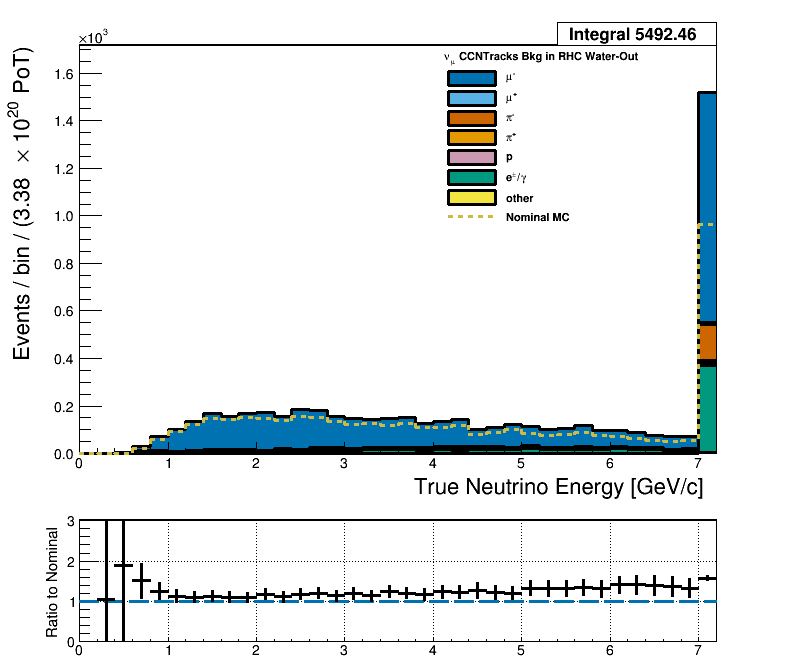 Integral 5492.46
×10³
ν_μ CCNTracks Bkg in RHC Water-Out
μ⁻
μ⁺
π⁻
π⁺
p
e^±/γ
other
Nominal MC
Events / bin / (3.38 × 10²⁰ PoT)
1.6
1.4
1.2
1.0
0.8
0.6
0.4
0.2
0.0
0 1 2 3 4 5 6 7
True Neutrino Energy [GeV/c]
Ratio to Nominal
3
2
1
0
0 1 2 3 4 5 6 7